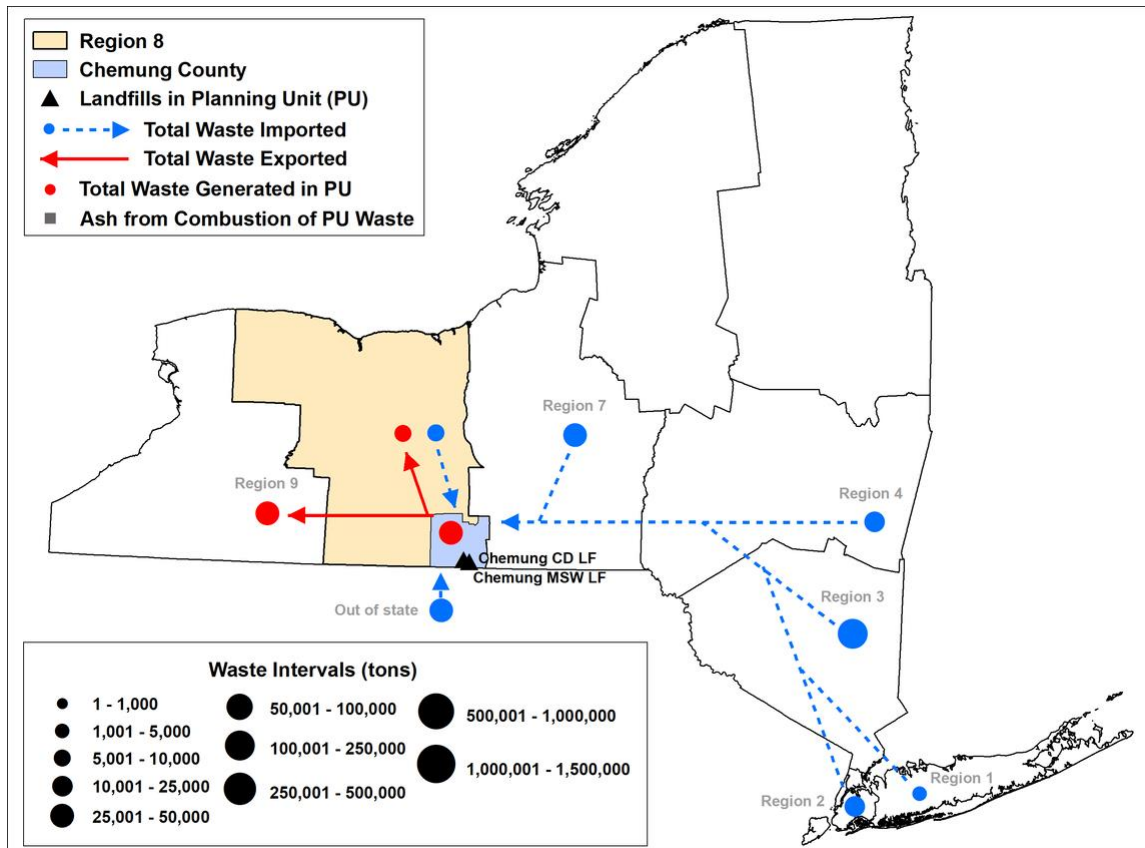 Region 8
Chemung County
Landfills in Planning Unit (PU)
Total Waste Imported
Total Waste Exported
Total Waste Generated in PU
Ash from Combustion of PU Waste
Region 7
Region 9
Region 4
Chemung CD LF
Chemung MSW LF
Region 3
Out of state
Waste Intervals (tons)
1 - 1,000
1,001 - 5,000
5,001 - 10,000
10,001 - 25,000
25,001 - 50,000
50,001 - 100,000
100,001 - 250,000
250,001 - 500,000
500,001 - 1,000,000
1,000,001 - 1,500,000
Region 1
Region 2